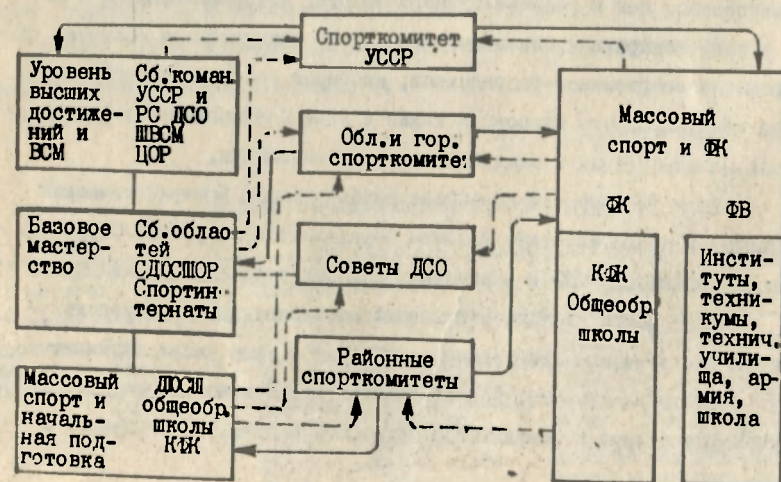 Спорткомитет
УССР
Уровень
высших
достиже-
ний и
ВСМ
Сб.коман.
УССР и
РС ДСО
ШВСМ
ЦОР
Обл.и гор.
спорткомитет
Массовый
спорт и ФК
ФК
ФВ
Базовое
мастер-
ство
Сб.облас-
тей
СДЮСШОР
Спортин-
тернаты
Советы ДСО
КФК
Общеобр.
школы
Инсти-
туты,
техни-
кумы,
технич.
учили-
ща, ар-
мия,
школа
Районные
спорткомитеты
Массовый
спорт и
началь-
ная под-
готовка
ДЮСШ
общеобр.
школы
КФК